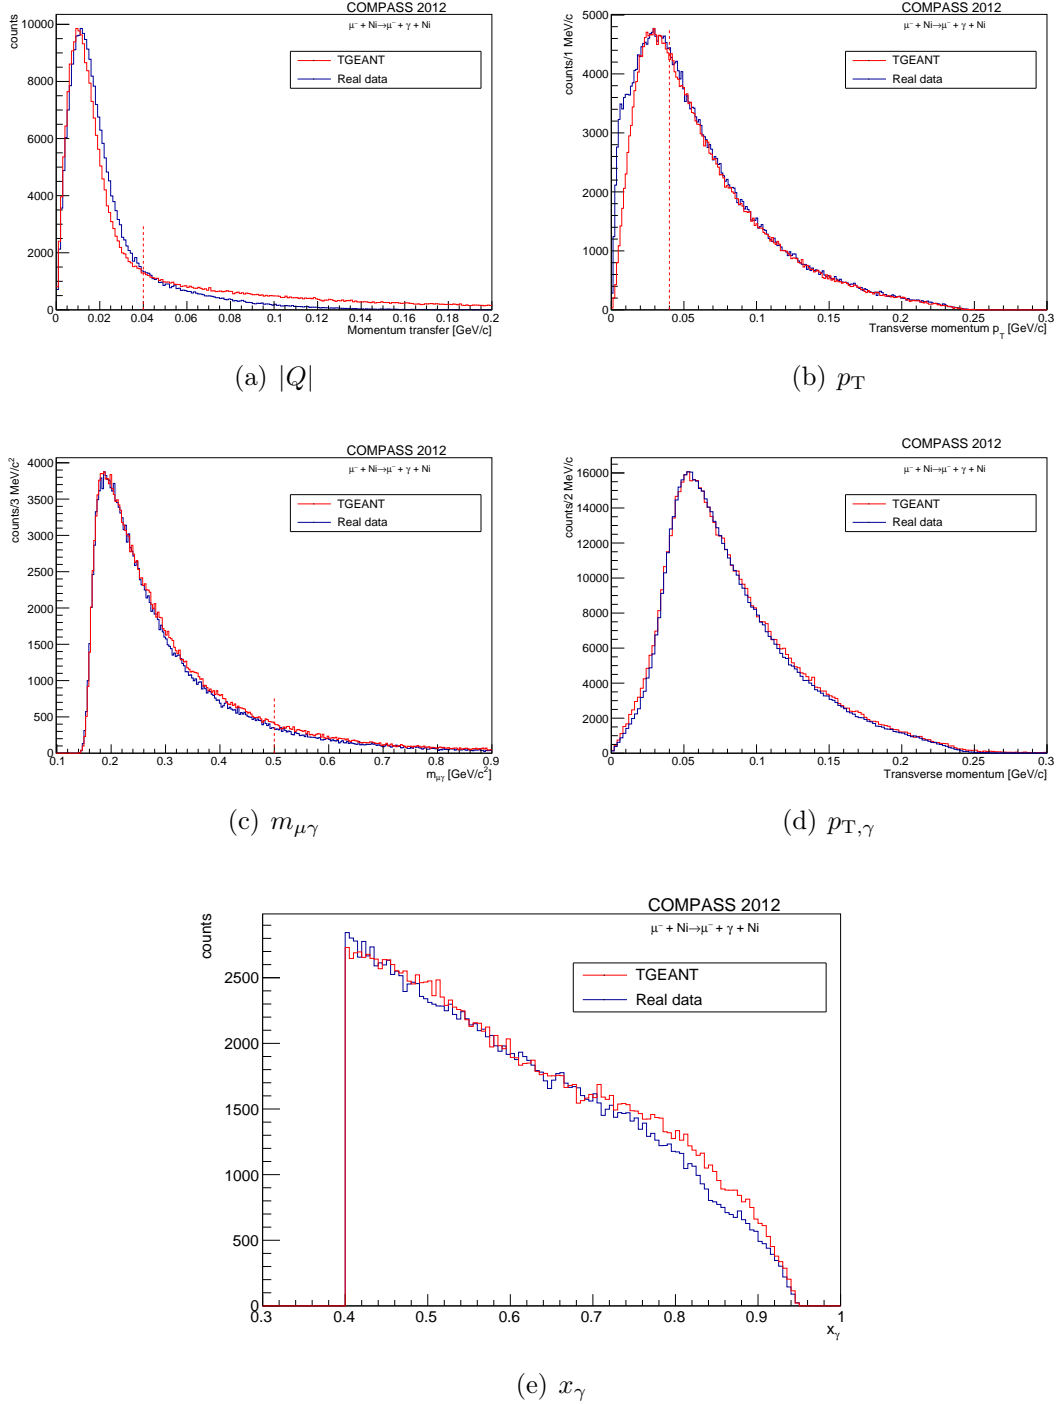 COMPASS 2012
μ⁻ + Ni→μ⁻ + γ + Ni
TGEANT
Real data
counts
10000
8000
6000
4000
2000
0
0 0.02 0.04 0.06 0.08 0.1 0.12 0.14 0.16 0.18 0.2
Momentum transfer [GeV/c]
(a) |Q|
COMPASS 2012
μ⁻ + Ni→μ⁻ + γ + Ni
TGEANT
Real data
counts/1 MeV/c
5000
4000
3000
2000
1000
0
0 0.05 0.1 0.15 0.2 0.25 0.3
Transverse momentum p_T [GeV/c]
(b) p_T
COMPASS 2012
μ⁻ + Ni→μ⁻ + γ + Ni
TGEANT
Real data
counts/3 MeV/c²
4000
3500
3000
2500
2000
1500
1000
500
0
0.1 0.2 0.3 0.4 0.5 0.6 0.7 0.8 0.9
m_μγ [GeV/c²]
(c) m_μγ
COMPASS 2012
μ⁻ + Ni→μ⁻ + γ + Ni
TGEANT
Real data
counts/2 MeV/c
16000
14000
12000
10000
8000
6000
4000
2000
0
0 0.05 0.1 0.15 0.2 0.25 0.3
Transverse momentum [GeV/c]
(d) p_T,γ
COMPASS 2012
μ⁻ + Ni→μ⁻ + γ + Ni
TGEANT
Real data
counts
2500
2000
1500
1000
500
0
0.3 0.4 0.5 0.6 0.7 0.8 0.9 1
x_γ
(e) x_γ